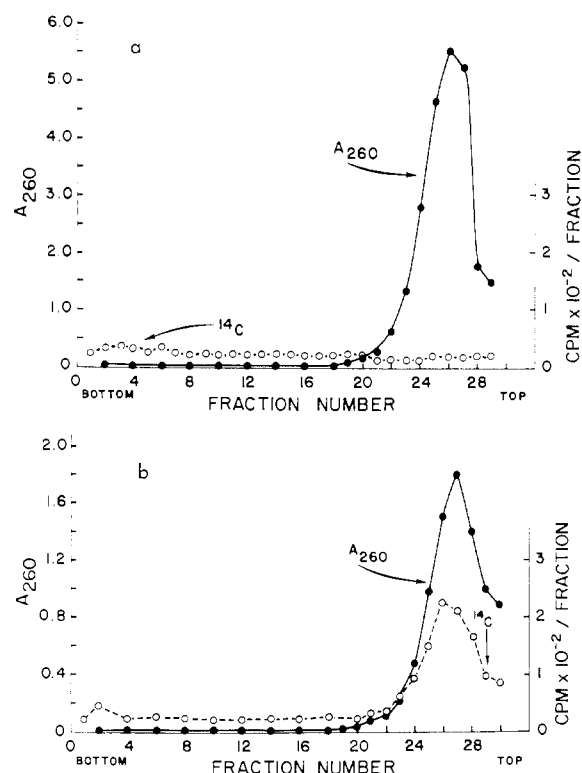 a
6.0
5.0
4.0
3.0
2.0
1.0
0
A260
A260
14C
3
2
1
0
CPM x 10-2 / FRACTION
0 4 8 12 16 20 24 28
BOTTOM FRACTION NUMBER TOP
b
2.0
1.6
1.2
0.8
0.4
0
A260
A260
14C
3
2
1
0
CPM x 10-2 / FRACTION
0 4 8 12 16 20 24 28
BOTTOM FRACTION NUMBER TOP